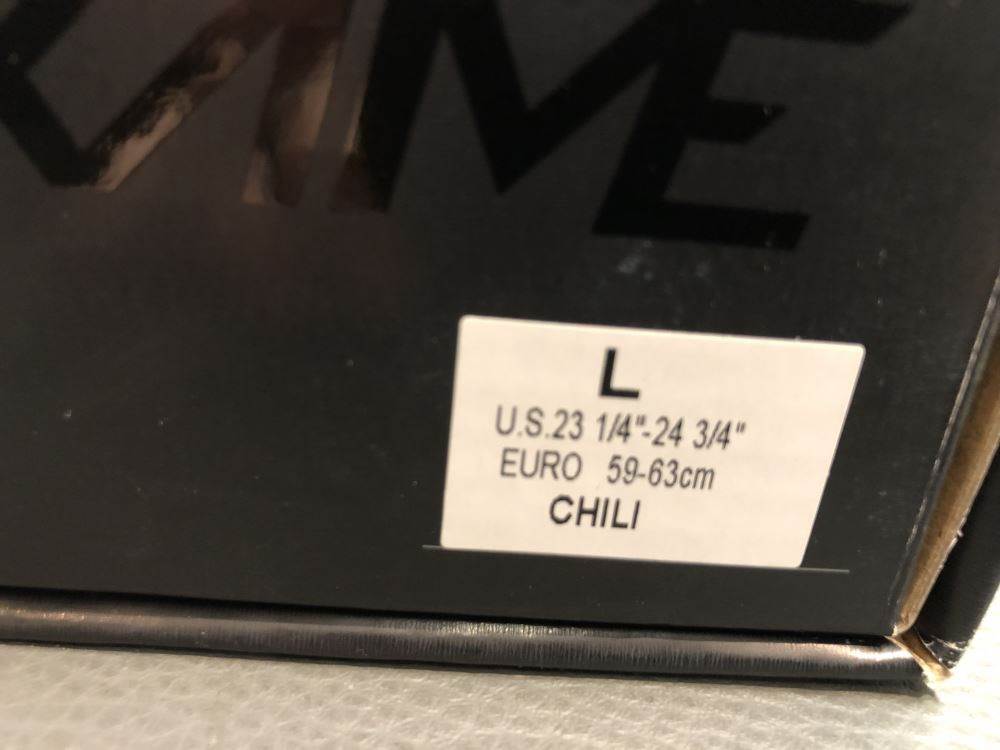 L
U.S.23 1/4"-24 3/4"
EURO 59-63cm
CHILI